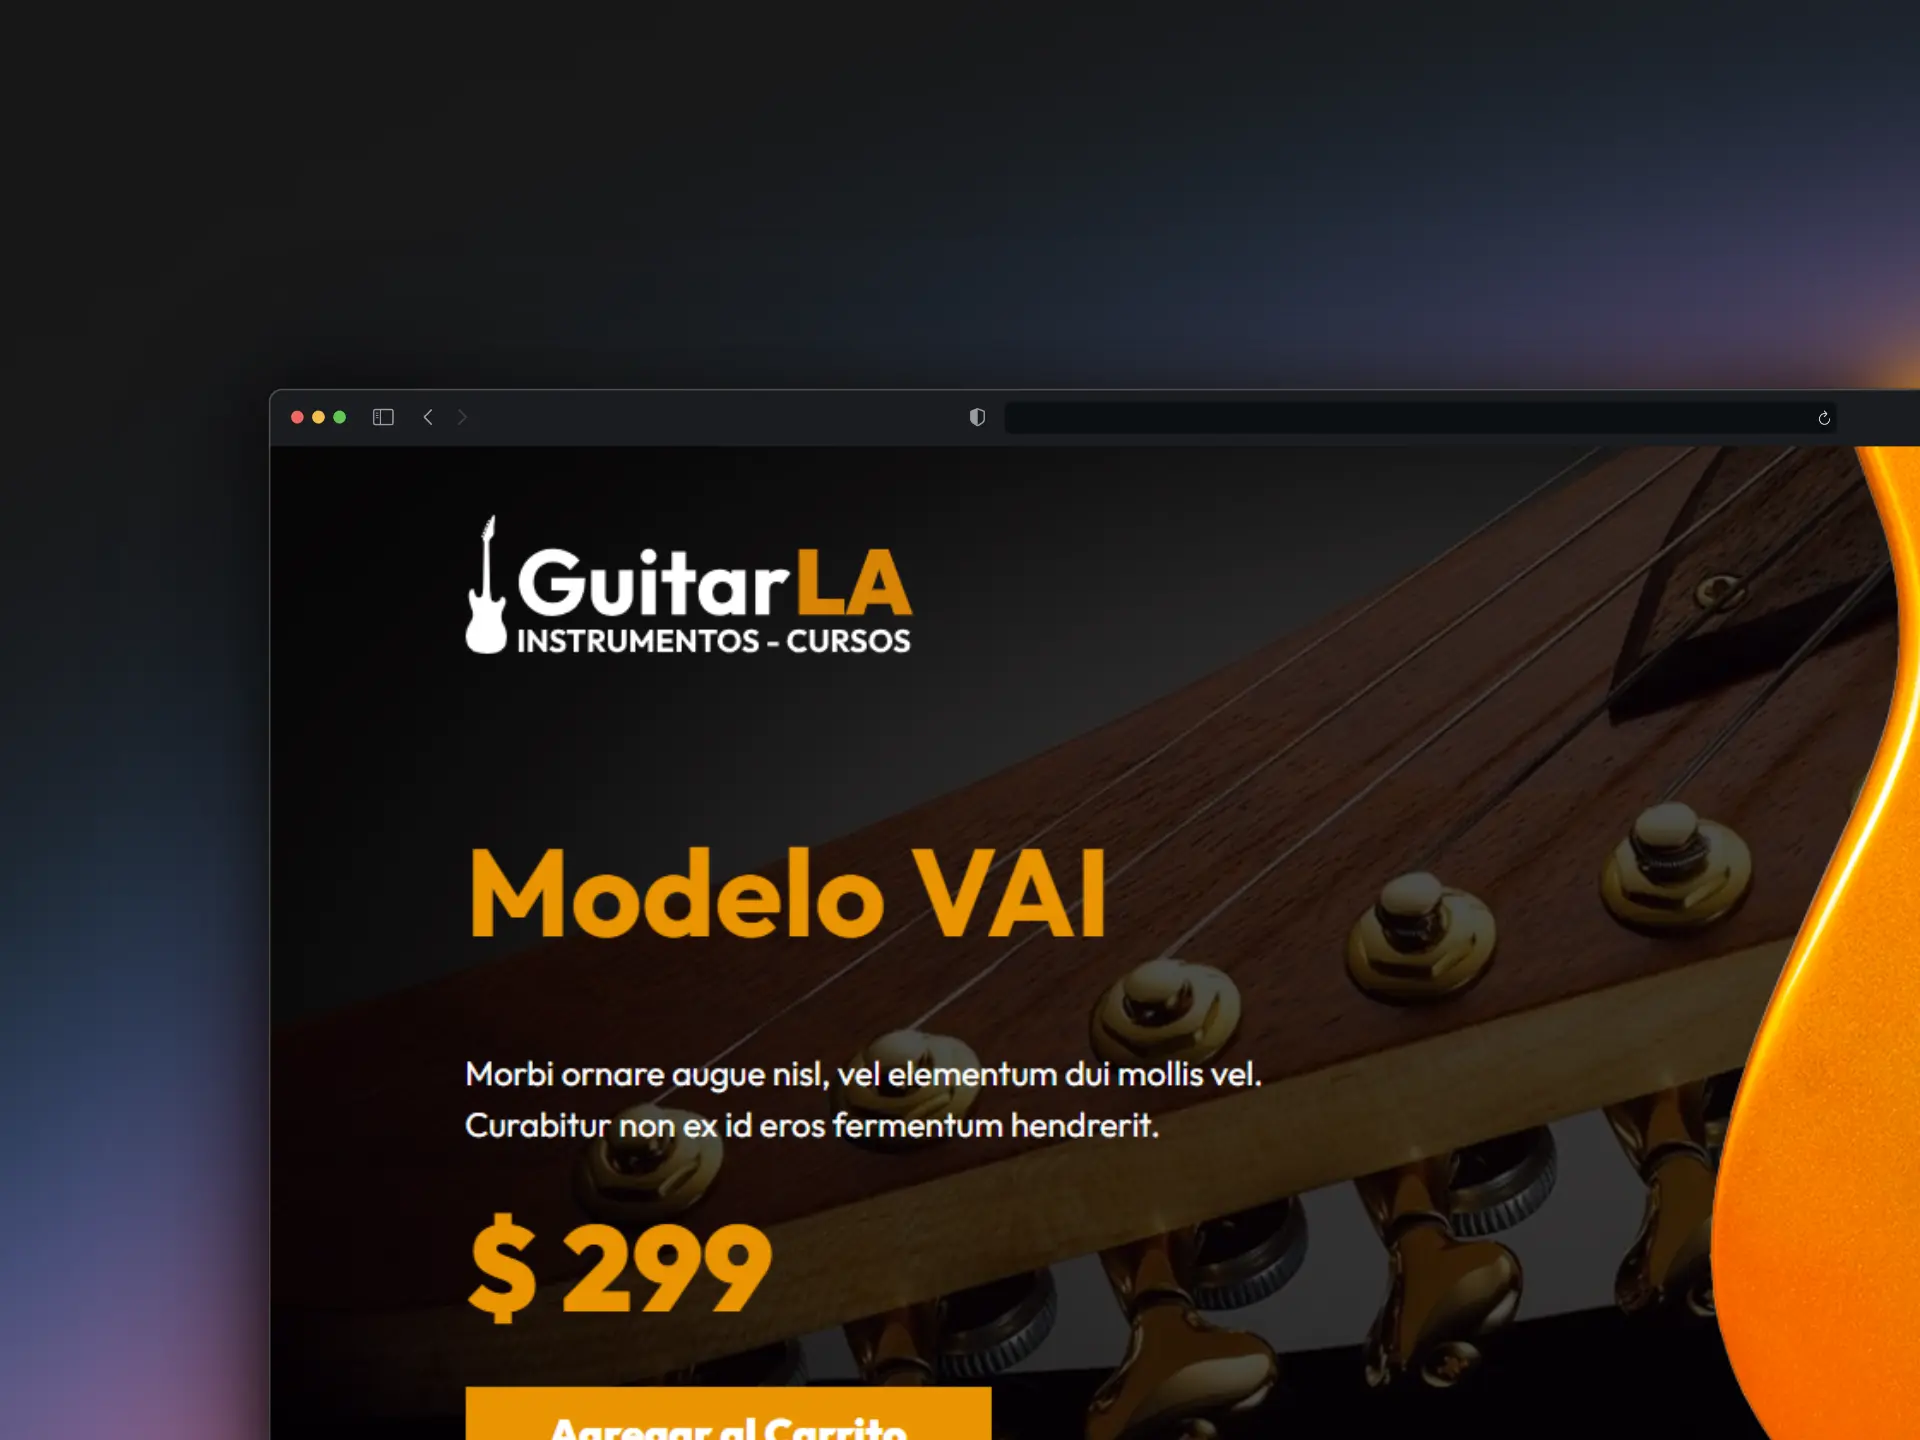 GuitarLA
INSTRUMENTOS - CURSOS
Modelo VAI
Morbi ornare augue nisl, vel elementum dui mollis vel.
Curabitur non ex id eros fermentum hendrerit.
$ 299
Agregar al Carrito